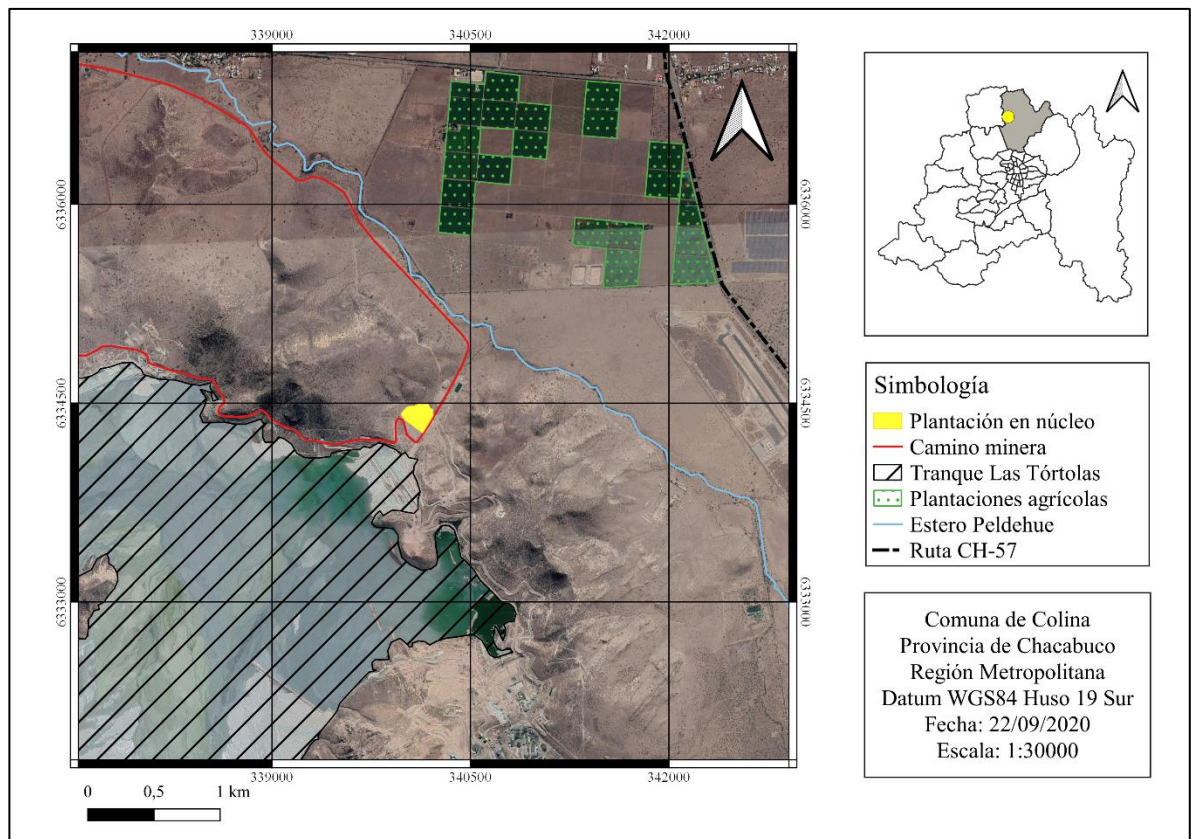 339000
340500
342000
6336000
6336000
6334500
6334500
6333000
6333000
339000
340500
342000
0
0,5
1 km
Simbología
Plantación en núcleo
Camino minera
Tranque Las Tórtolas
Plantaciones agrícolas
Estero Peldehue
Ruta CH-57
Comuna de Colina
Provincia de Chacabuco
Región Metropolitana
Datum WGS84 Huso 19 Sur
Fecha: 22/09/2020
Escala: 1:30000